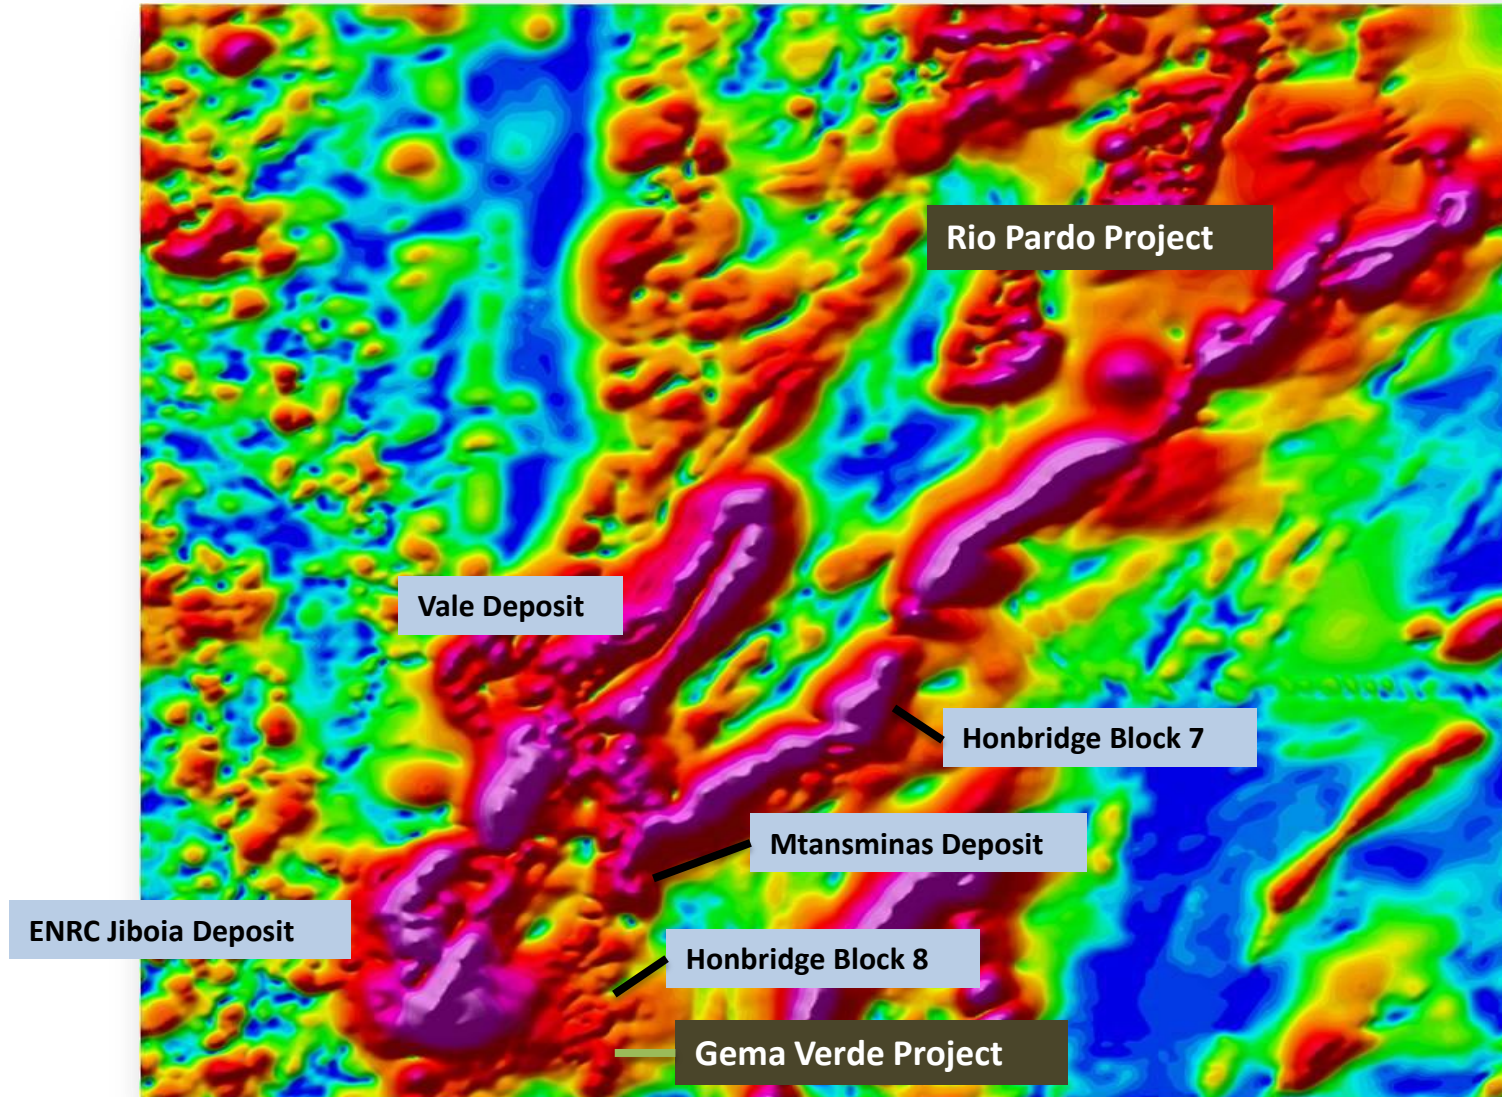 Rio Pardo Project
Vale Deposit
Honbridge Block 7
Mtansminas Deposit
ENRC Jiboia Deposit
Honbridge Block 8
Gema Verde Project